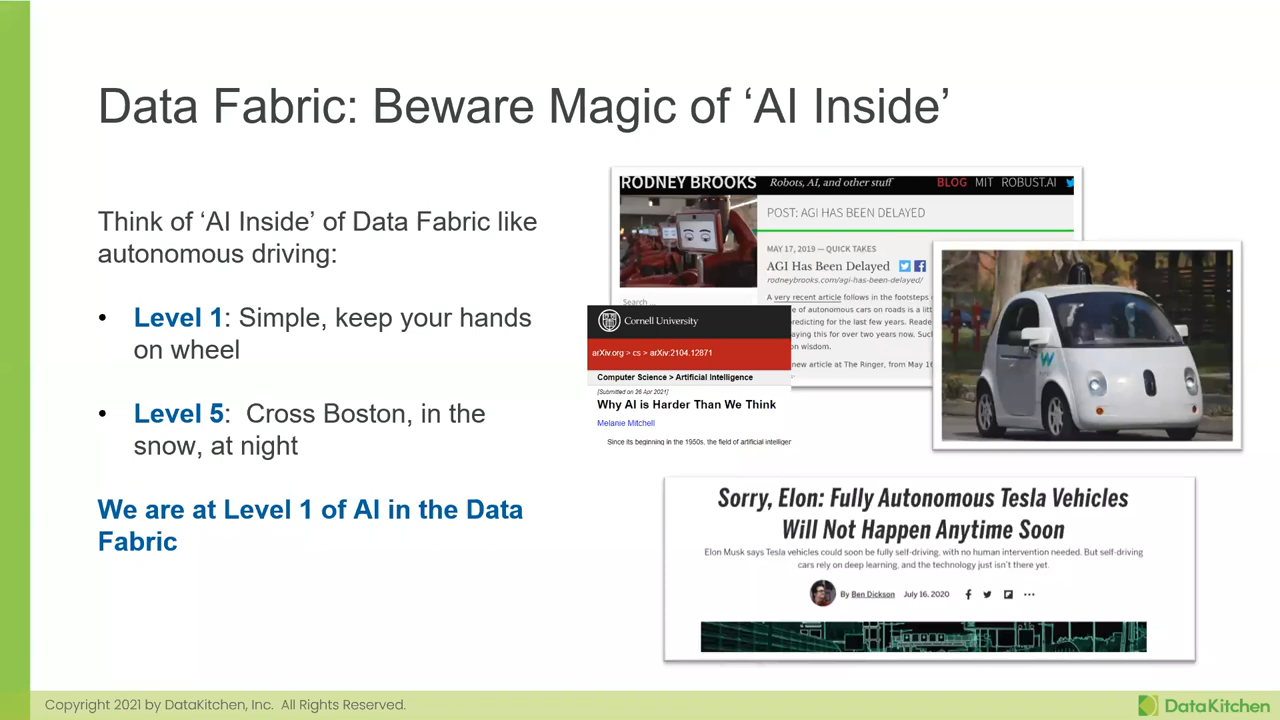 Data Fabric: Beware Magic of ‘AI Inside’
Think of ‘AI Inside’ of Data Fabric like
autonomous driving:
• Level 1: Simple, keep your hands
on wheel
• Level 5: Cross Boston, in the
snow, at night
We are at Level 1 of AI in the Data
Fabric
RODNEY BROOKS
Robots, AI, and other stuff
BLOG MIT ROBUST.AI
POST: AGI HAS BEEN DELAYED
MAY 17, 2019 — QUICK TAKES
AGI Has Been Delayed
rodneybrooks.com/agi-has-been-delayed/
Search ...
A very recent article follows in the footsteps
e of autonomous cars on roads is a
predicting for the last few years.
aying this for over two years now.
on wisdom.
new article at The Ringer, from May 16
Cornell University
arXiv.org > cs > arXiv:2104.12871
Computer Science > Artificial Intelligence
[Submitted on 26 Apr 2021]
Why AI is Harder Than We Think
Melanie Mitchell
Since its beginning in the 1950s, the field of artificial
Sorry, Elon: Fully Autonomous Tesla Vehicles
Will Not Happen Anytime Soon
Elon Musk says Tesla vehicles could soon be fully self-driving, with no human intervention needed. But self-driving
cars rely on deep learning, and the technology just isn't there yet.
By Ben Dickson July 16, 2020
Copyright 2021 by DataKitchen, Inc. All Rights Reserved.
DataKitchen